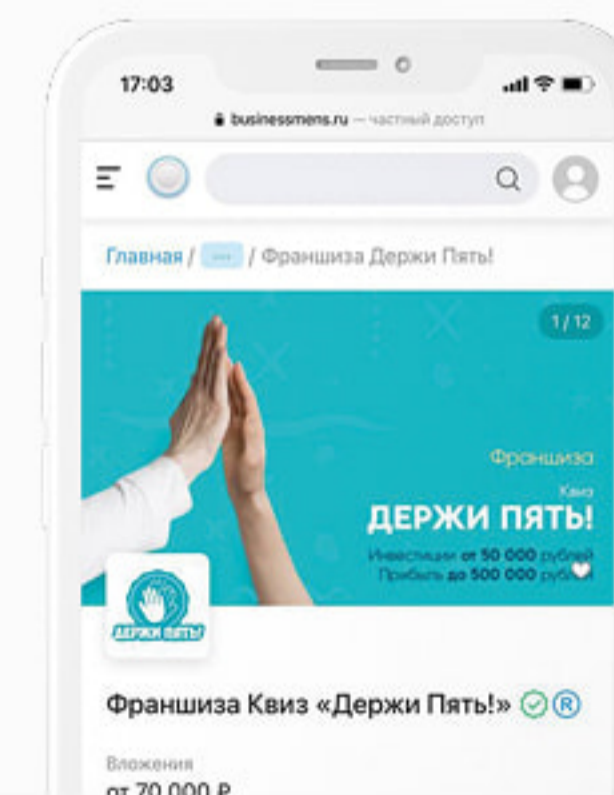 17:03
businessmens.ru — частный доступ
Главная / ... / Франшиза Держи Пять!
1 / 12
Франшиза
Квиз
ДЕРЖИ ПЯТЬ!
Инвестиции от 50 000 рублей
Прибыль до 500 000 рублей
ДЕРЖИ ПЯТЬ!
Франшиза Квиз «Держи Пять!» ®
Вложения
от 70 000 ₽